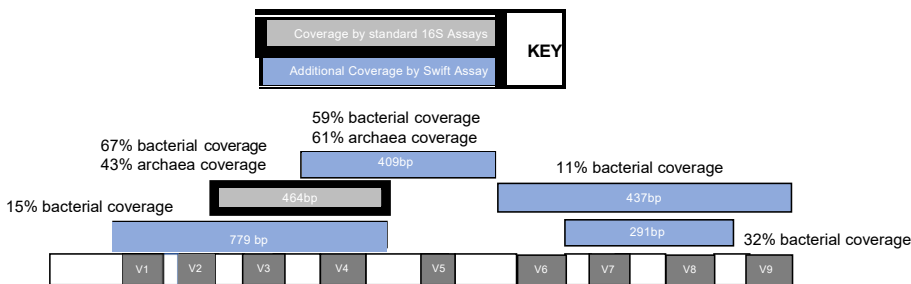 Coverage by standard 16S Assays
KEY
Additional Coverage by Swift Assay
59% bacterial coverage
61% archaea coverage
67% bacterial coverage
43% archaea coverage
409bp
11% bacterial coverage
464bp
437bp
15% bacterial coverage
779 bp
291bp
32% bacterial coverage
V1 V2 V3 V4 V5 V6 V7 V8 V9